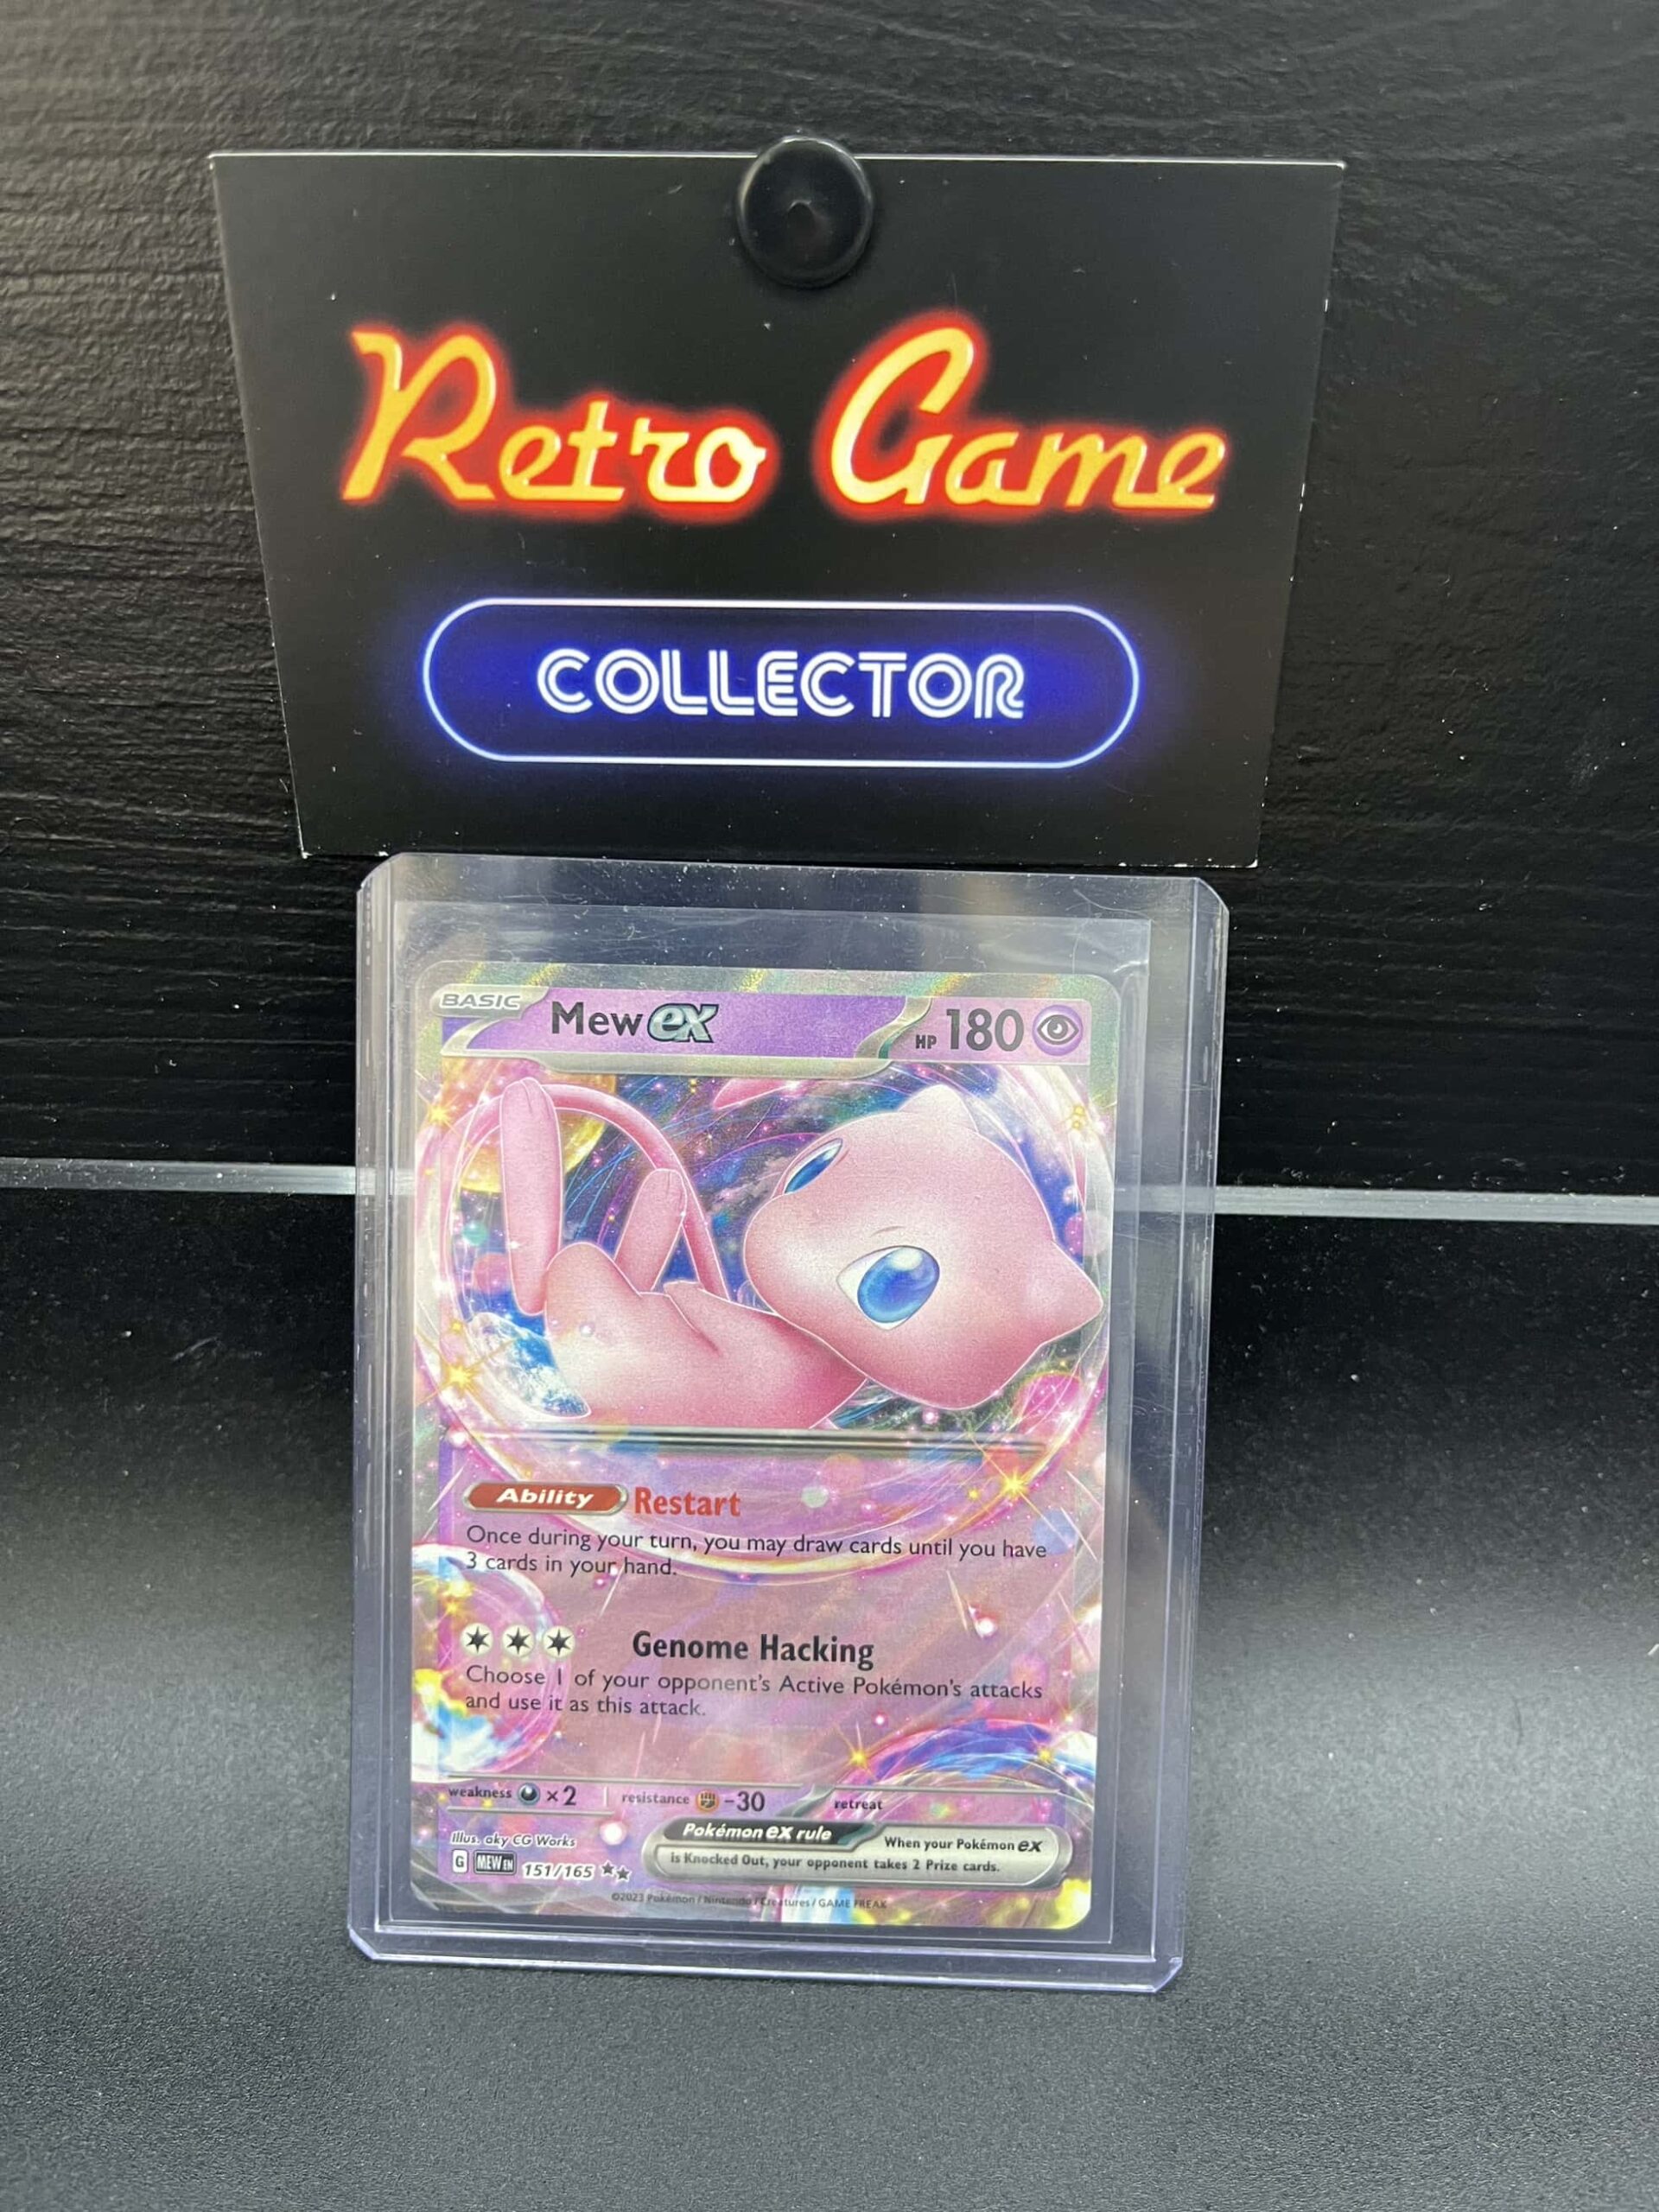 Retro Game
COLLECTOR
BASIC
Mew ex
HP 180
Ability Restart
Once during your turn, you may draw cards until you have
3 cards in your hand.
Genome Hacking
Choose 1 of your opponent's Active Pokémon's attacks
and use it as this attack.
weakness ×2 resistance -30 retreat
Illus. aky CG Works
Pokémon ex rule When your Pokémon ex
is Knocked Out, your opponent takes 2 Prize cards.
G MEW EN 151/165
©2023 Pokémon / Nintendo / Creatures / GAME FREAK